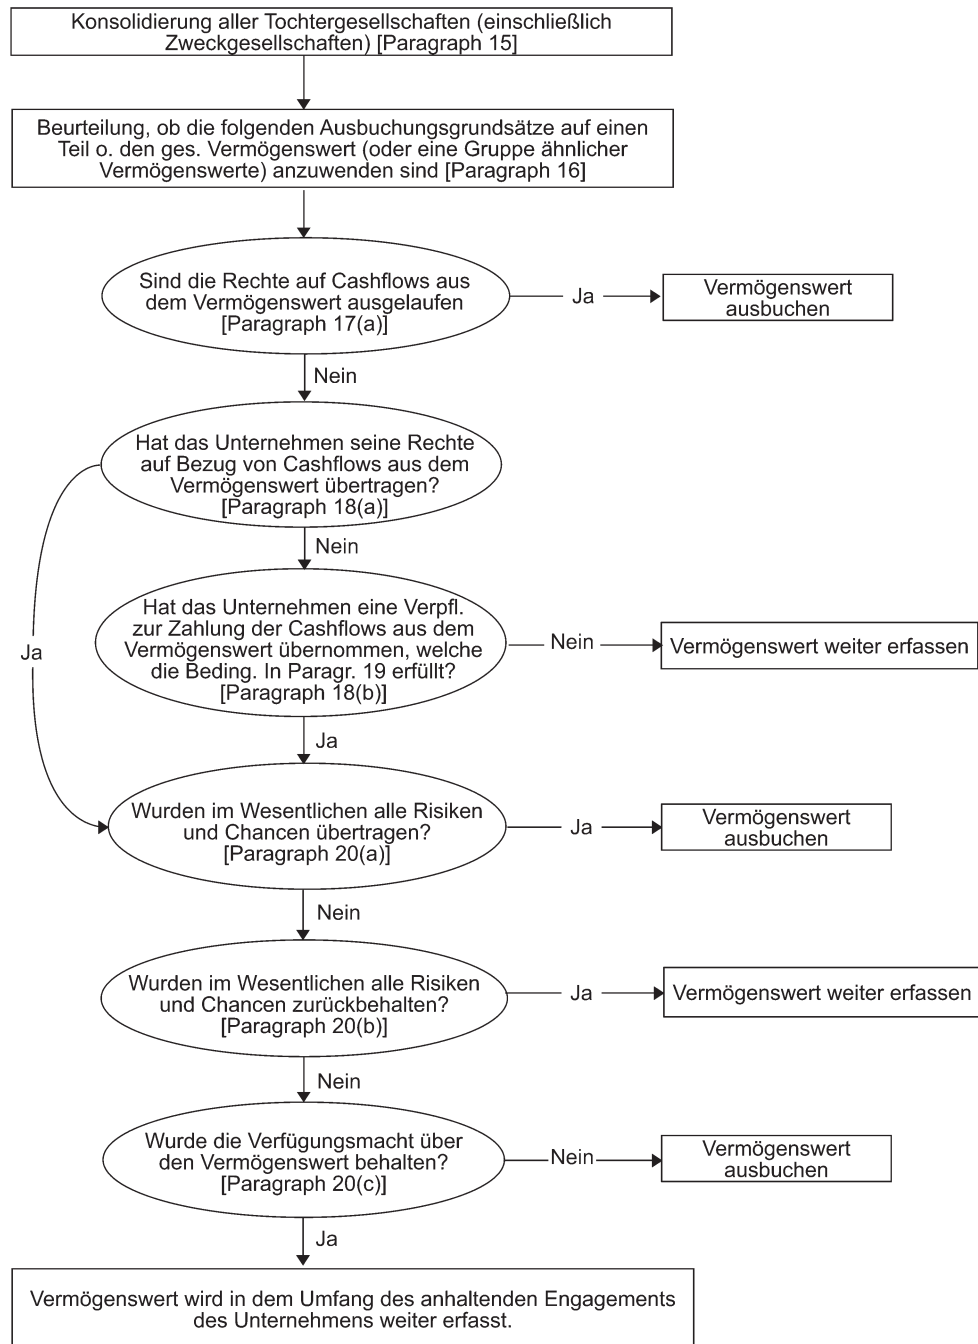 Konsolidierung aller Tochtergesellschaften (einschließlich
Zweckgesellschaften) [Paragraph 15]
Beurteilung, ob die folgenden Ausbuchungsgrundsätze auf einen
Teil o. den ges. Vermögenswert (oder eine Gruppe ähnlicher
Vermögenswerte) anzuwenden sind [Paragraph 16]
Sind die Rechte auf Cashflows aus
dem Vermögenswert ausgelaufen
[Paragraph 17(a)]
Ja
Vermögenswert
ausbuchen
Nein
Hat das Unternehmen seine Rechte
auf Bezug von Cashflows aus dem
Vermögenswert übertragen?
[Paragraph 18(a)]
Nein
Ja
Hat das Unternehmen eine Verpfl.
zur Zahlung der Cashflows aus dem
Vermögenswert übernommen, welche
die Beding. In Paragr. 19 erfüllt?
[Paragraph 18(b)]
Nein
Vermögenswert weiter erfassen
Ja
Wurden im Wesentlichen alle Risiken
und Chancen übertragen?
[Paragraph 20(a)]
Ja
Vermögenswert
ausbuchen
Nein
Wurden im Wesentlichen alle Risiken
und Chancen zurückbehalten?
[Paragraph 20(b)]
Ja
Vermögenswert weiter erfassen
Nein
Wurde die Verfügungsmacht über
den Vermögenswert behalten?
[Paragraph 20(c)]
Nein
Vermögenswert
ausbuchen
Ja
Vermögenswert wird in dem Umfang des anhaltenden Engagements
des Unternehmens weiter erfasst.